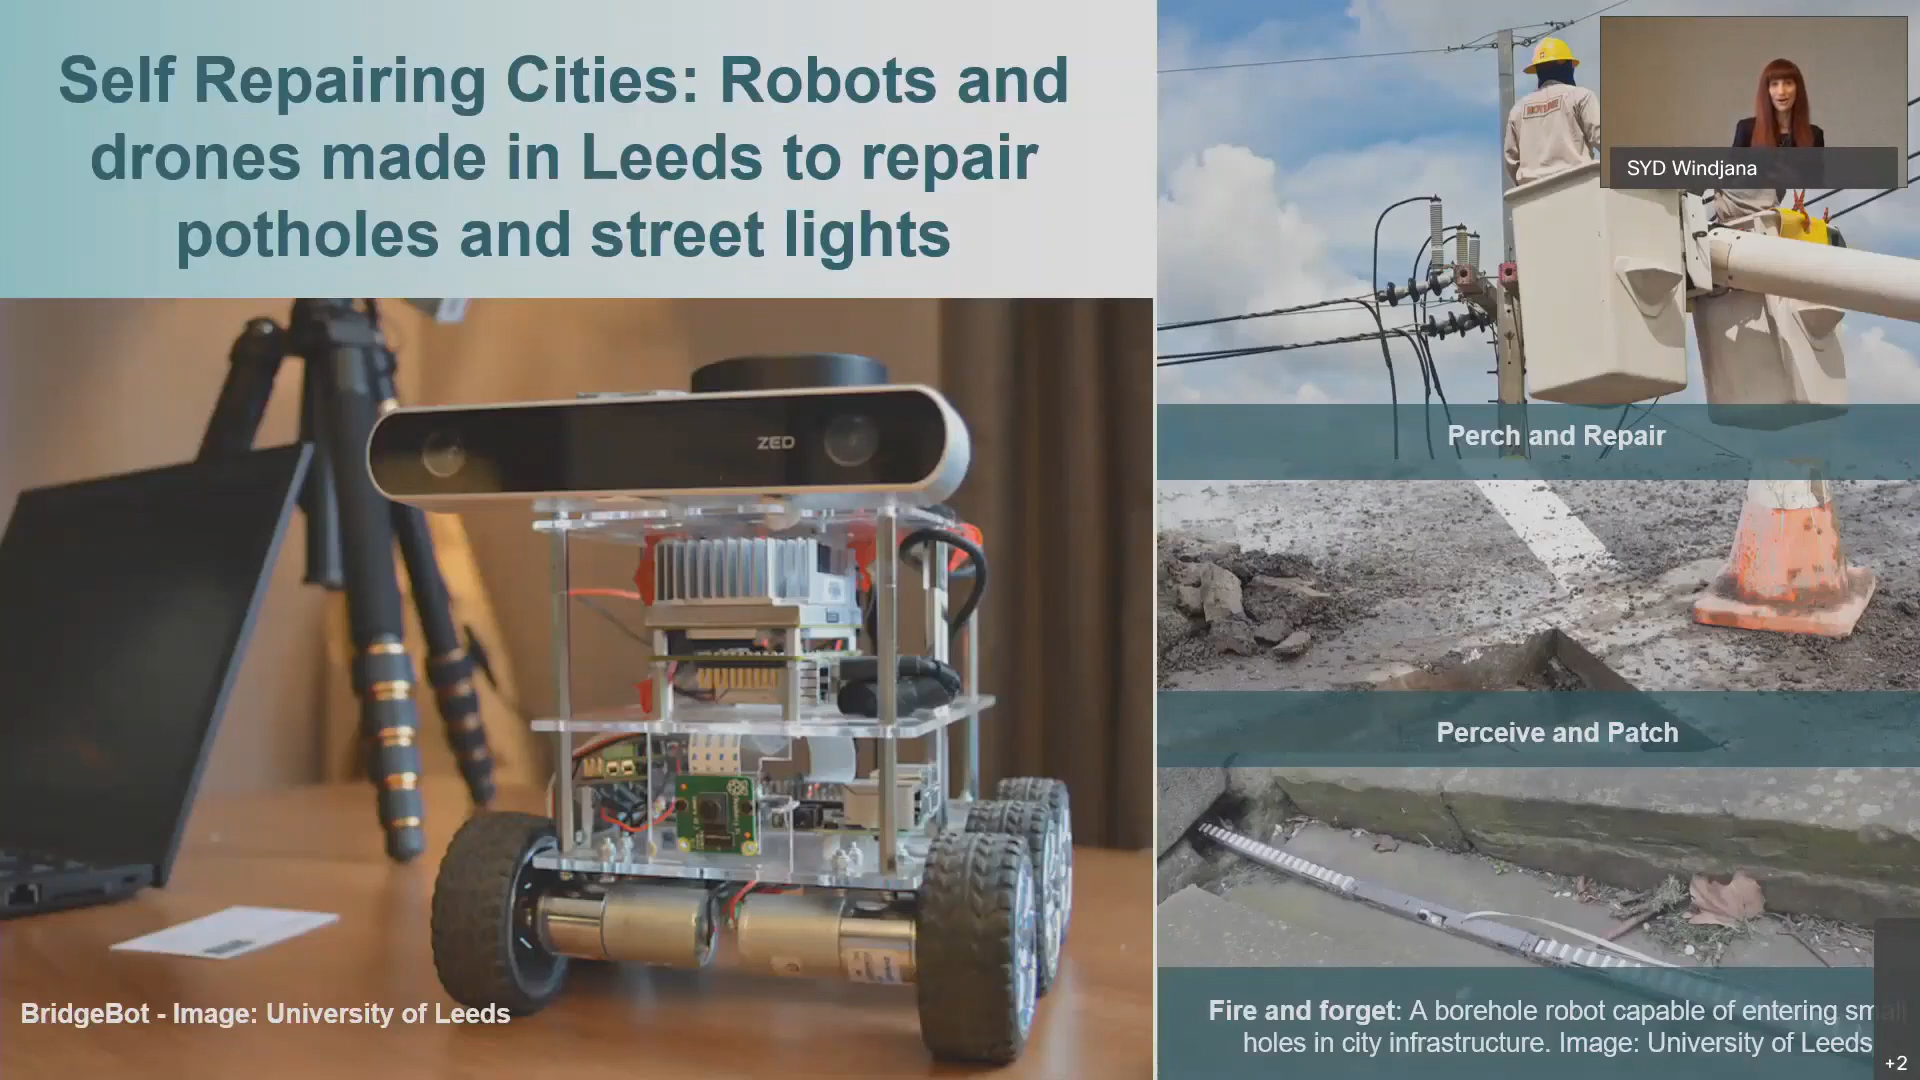 Self Repairing Cities: Robots and
drones made in Leeds to repair
potholes and street lights
SYD Windjana
ZED
Perch and Repair
Perceive and Patch
BridgeBot - Image: University of Leeds
Fire and forget: A borehole robot capable of entering small
holes in city infrastructure. Image: University of Leeds
+2